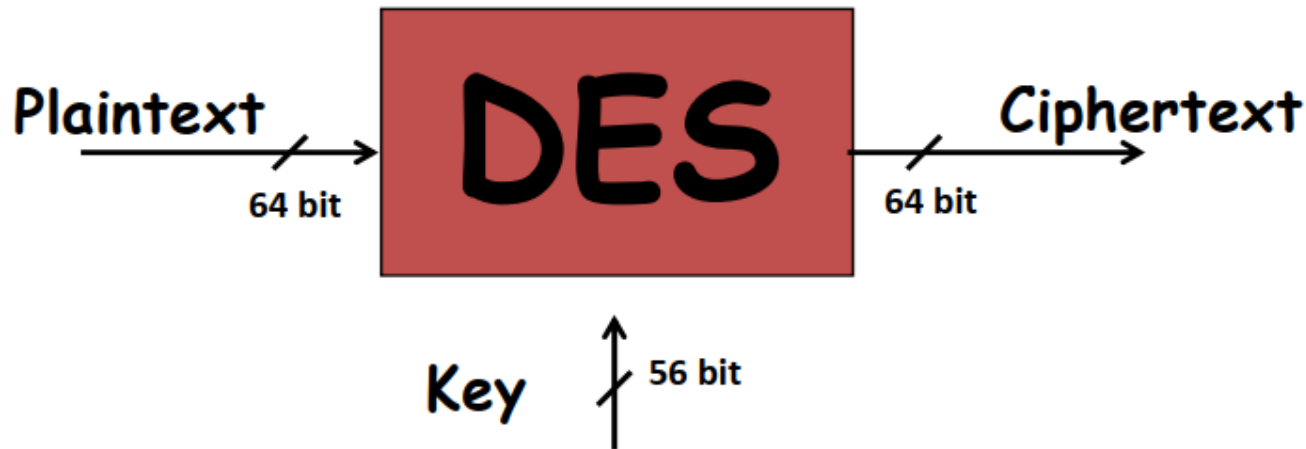 DES
Plaintext
Ciphertext
64 bit
64 bit
Key
56 bit